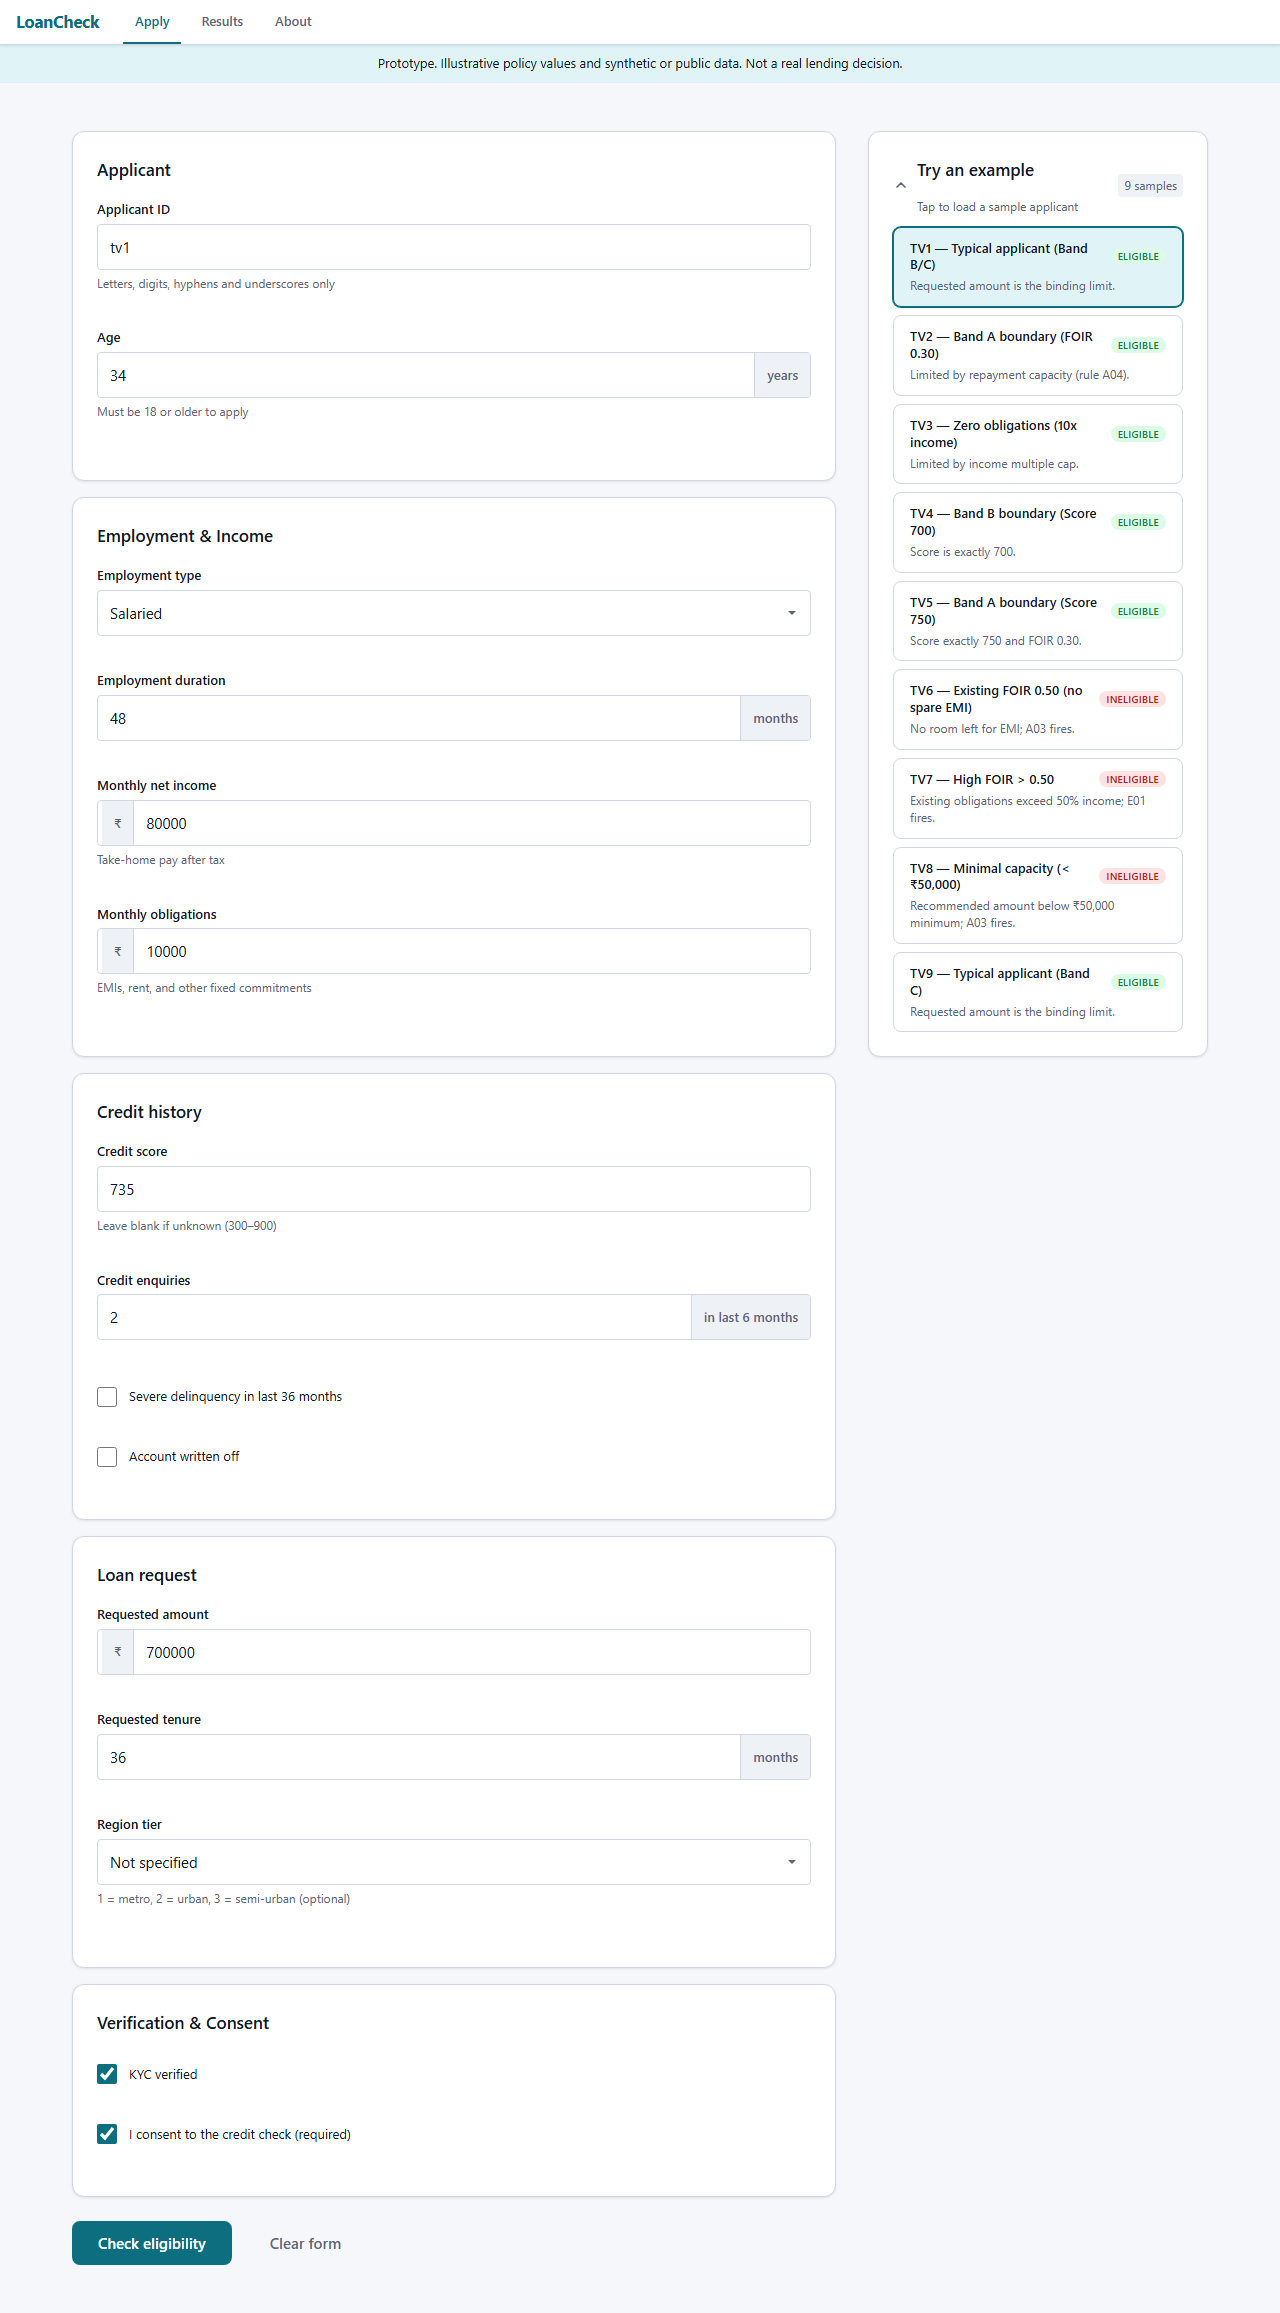 LoanCheck Apply Results About
Prototype. Illustrative policy values and synthetic or public data. Not a real lending decision.
Applicant
Applicant ID
tv1
Letters, digits, hyphens and underscores only
Age
34 years
Must be 18 or older to apply
Employment & Income
Employment type
Salaried
Employment duration
48 months
Monthly net income
₹ 80000
Take-home pay after tax
Monthly obligations
₹ 10000
EMIs, rent, and other fixed commitments
Credit history
Credit score
735
Leave blank if unknown (300–900)
Credit enquiries
2 in last 6 months
Severe delinquency in last 36 months
Account written off
Loan request
Requested amount
₹ 700000
Requested tenure
36 months
Region tier
Not specified
1 = metro, 2 = urban, 3 = semi-urban (optional)
Verification & Consent
KYC verified
I consent to the credit check (required)
Check eligibility Clear form
Try an example
9 samples
Tap to load a sample applicant
TV1 — Typical applicant (Band
B/C)
ELIGIBLE
Requested amount is the binding limit.
TV2 — Band A boundary (FOIR
0.30)
ELIGIBLE
Limited by repayment capacity (rule A04).
TV3 — Zero obligations (10x
income)
ELIGIBLE
Limited by income multiple cap.
TV4 — Band B boundary (Score
700)
ELIGIBLE
Score is exactly 700.
TV5 — Band A boundary (Score
750)
ELIGIBLE
Score exactly 750 and FOIR 0.30.
TV6 — Existing FOIR 0.50 (no
spare EMI)
INELIGIBLE
No room left for EMI; A03 fires.
TV7 — High FOIR > 0.50
INELIGIBLE
Existing obligations exceed 50% income; E01
fires.
TV8 — Minimal capacity (<
₹50,000)
INELIGIBLE
Recommended amount below ₹50,000
minimum; A03 fires.
TV9 — Typical applicant (Band
C)
ELIGIBLE
Requested amount is the binding limit.